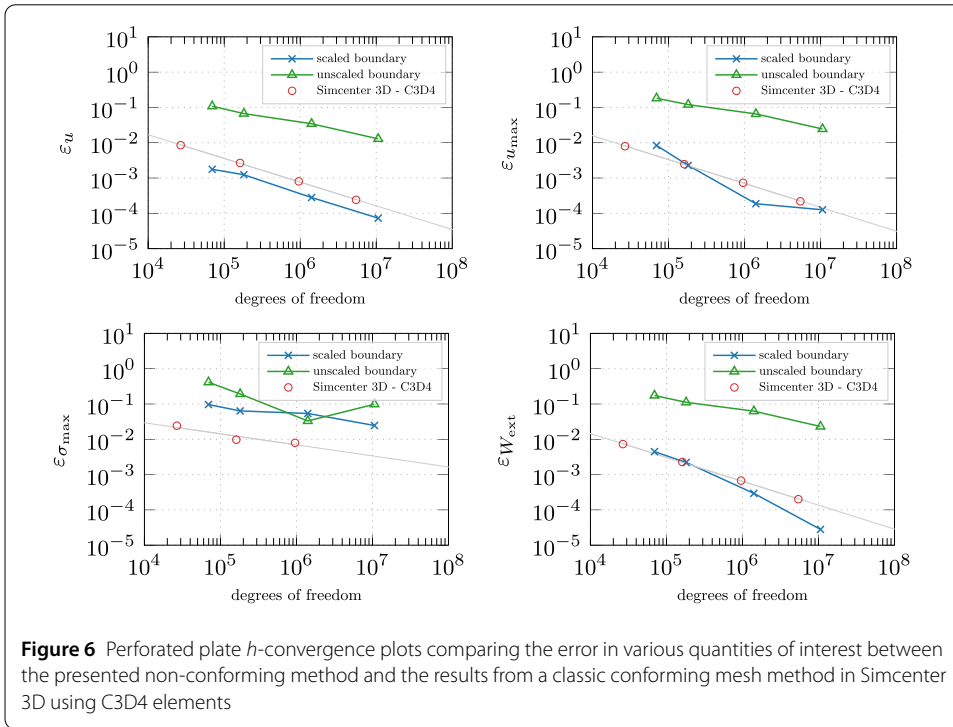 10^1
10^0
10^-1
10^-2
10^-3
10^-4
10^-5
ε_u
scaled boundary
unscaled boundary
Simcenter 3D - C3D4
10^4 10^5 10^6 10^7 10^8
degrees of freedom
10^1
10^0
10^-1
10^-2
10^-3
10^-4
10^-5
ε_u_max
scaled boundary
unscaled boundary
Simcenter 3D - C3D4
10^4 10^5 10^6 10^7 10^8
degrees of freedom
10^1
10^0
10^-1
10^-2
10^-3
10^-4
10^-5
ε_σ_max
scaled boundary
unscaled boundary
Simcenter 3D - C3D4
10^4 10^5 10^6 10^7 10^8
degrees of freedom
10^1
10^0
10^-1
10^-2
10^-3
10^-4
10^-5
ε_W_ext
scaled boundary
unscaled boundary
Simcenter 3D - C3D4
10^4 10^5 10^6 10^7 10^8
degrees of freedom
Figure 6 Perforated plate h-convergence plots comparing the error in various quantities of interest between
the presented non-conforming method and the results from a classic conforming mesh method in Simcenter
3D using C3D4 elements